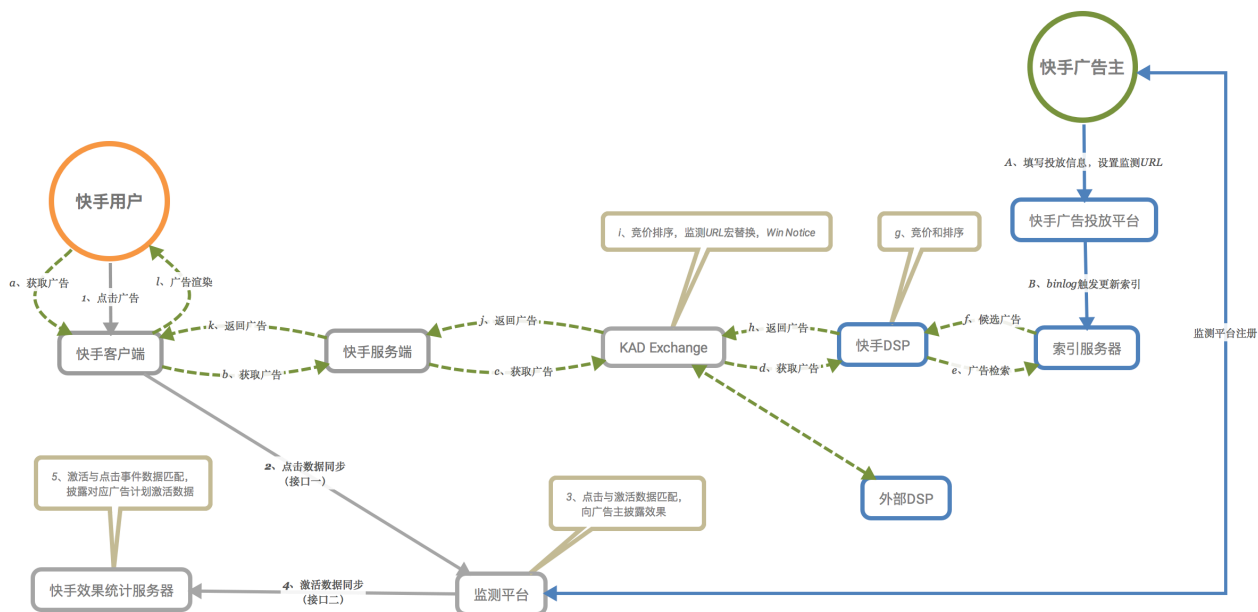 快手广告主
A、填写投放信息，设置监测URL
快手用户
快手广告投放平台
i、竞价排序，监测URL宏替换，Win Notice
g、竞价和排序
a、获取广告
l、广告渲染
1、点击广告
B、binlog触发更新索引
k、返回广告
j、返回广告
h、返回广告
f、候选广告
监测平台注册
快手客户端
快手服务端
KAD Exchange
快手DSP
索引服务器
b、获取广告
c、获取广告
d、获取广告
e、广告检索
2、点击数据同步
（接口一）
5、激活与点击事件数据匹配，
披露对应广告计划激活数据
3、点击与激活数据匹配，
向广告主披露效果
外部DSP
快手效果统计服务器
4、激活数据同步
（接口二）
监测平台